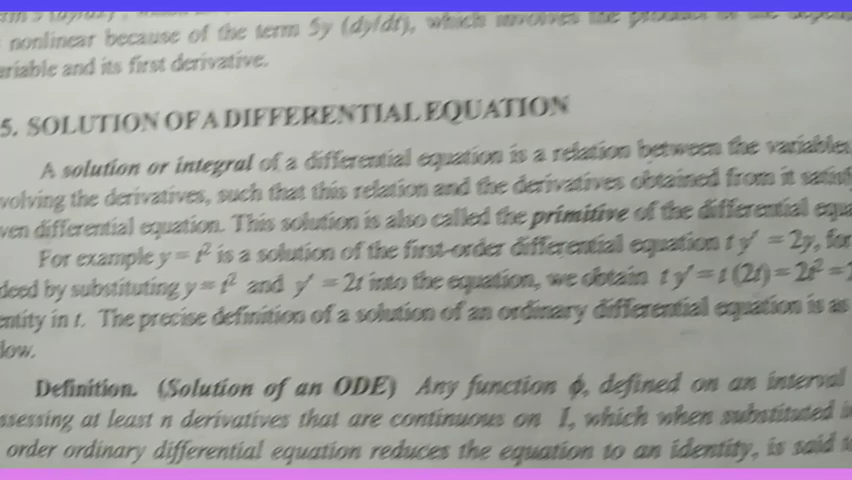 nonlinear because of the term 5y (dy/dt), which involves the product of the
variable and its first derivative.
5. SOLUTION OF A DIFFERENTIAL EQUATION
A solution or integral of a differential equation is a relation between the variables
volving the derivatives, such that this relation and the derivatives obtained from it satisf
ven differential equation. This solution is also called the primitive of the differential equa
For example y = t² is a solution of the first-order differential equation t y′ = 2y, for
deed by substituting y = t² and y′ = 2t into the equation, we obtain t y′ = t (2t) = 2t² =
entity in t. The precise definition of a solution of an ordinary differential equation is as
low.
Definition. (Solution of an ODE) Any function ϕ, defined on an interval
ssessing at least n derivatives that are continuous on I, which when substituted i
order ordinary differential equation reduces the equation to an identity, is said t